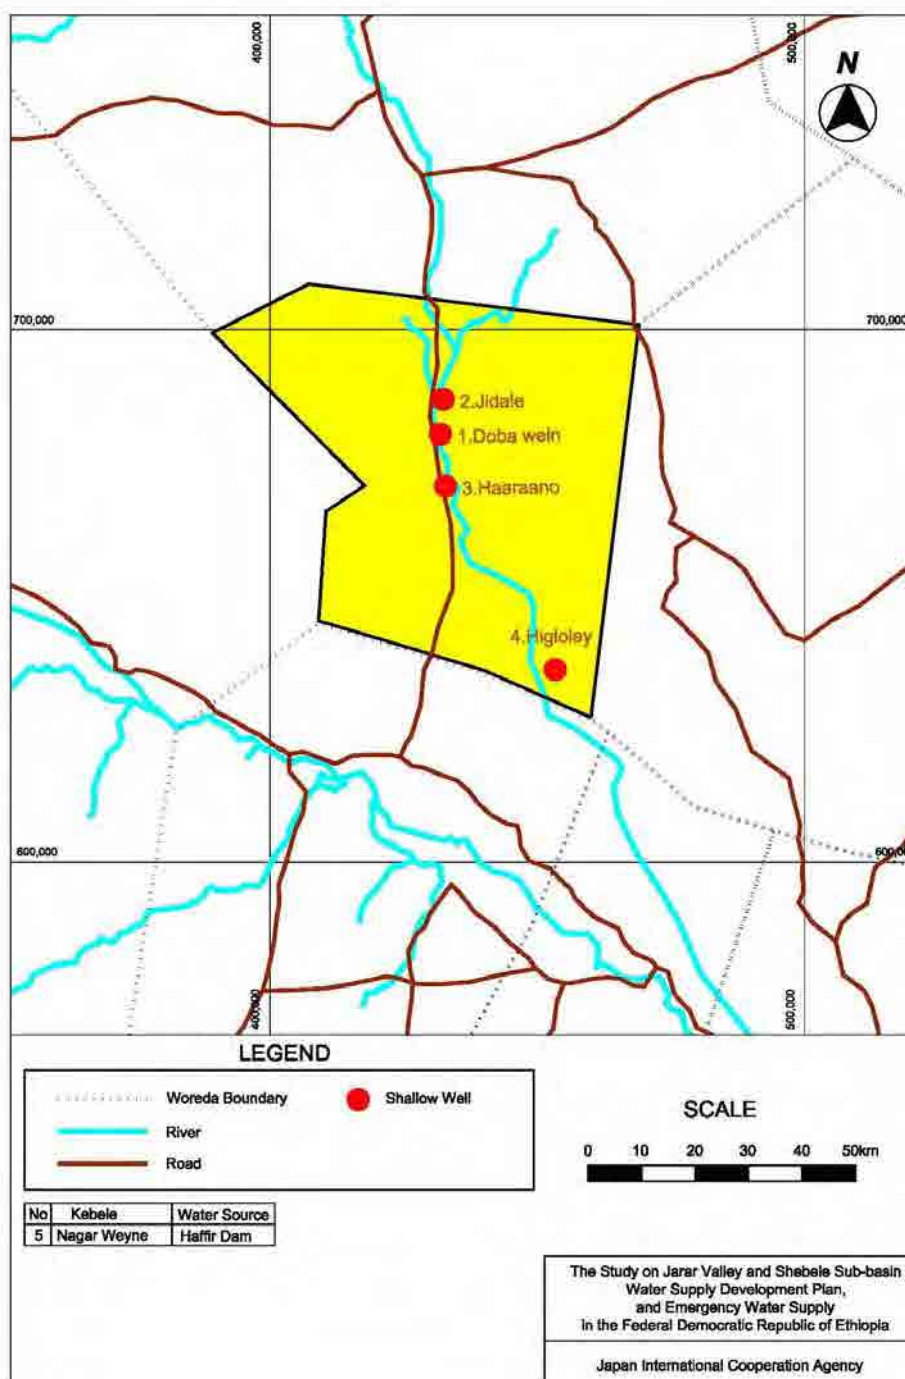 400,000
500,000
N
700,000
700,000
2.Jidale
1.Doba wein
3.Haaraano
4.Higloley
600,000
600,0
400,000
500,000
LEGEND
Woreda Boundary
Shallow Well
River
Road
SCALE
0 10 20 30 40 50km
No Kebele Water Source
5 Nagar Weyne Haffir Dam
The Study on Jarar Valley and Shebele Sub-basin
Water Supply Development Plan,
and Emergency Water Supply
in the Federal Democratic Republic of Ethiopia
Japan International Cooperation Agency